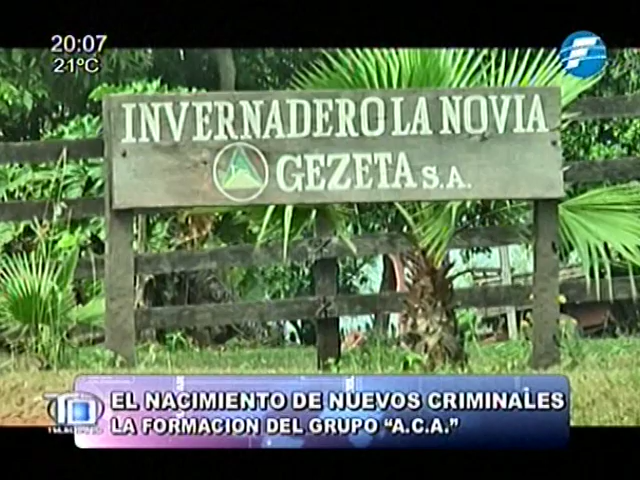 20:07
21°C
INVERNADERO LA NOVIA
GEZETA S.A.
EL NACIMIENTO DE NUEVOS CRIMINALES
LA FORMACION DEL GRUPO "A.C.A."